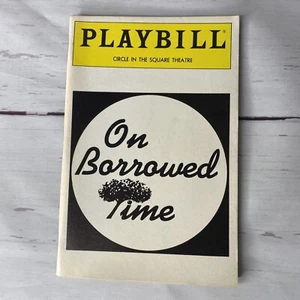 PLAYBILL®
CIRCLE IN THE SQUARE THEATRE
On
Borrowed
Time